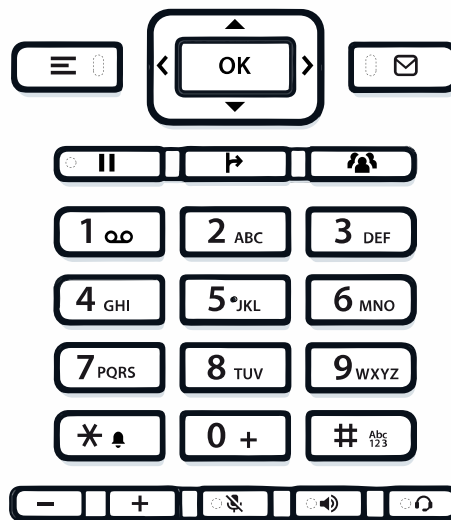 OK
1 2 ABC 3 DEF
4 GHI 5 JKL 6 MNO
7 PQRS 8 TUV 9 WXYZ
* 0 + # Abc 123
− +